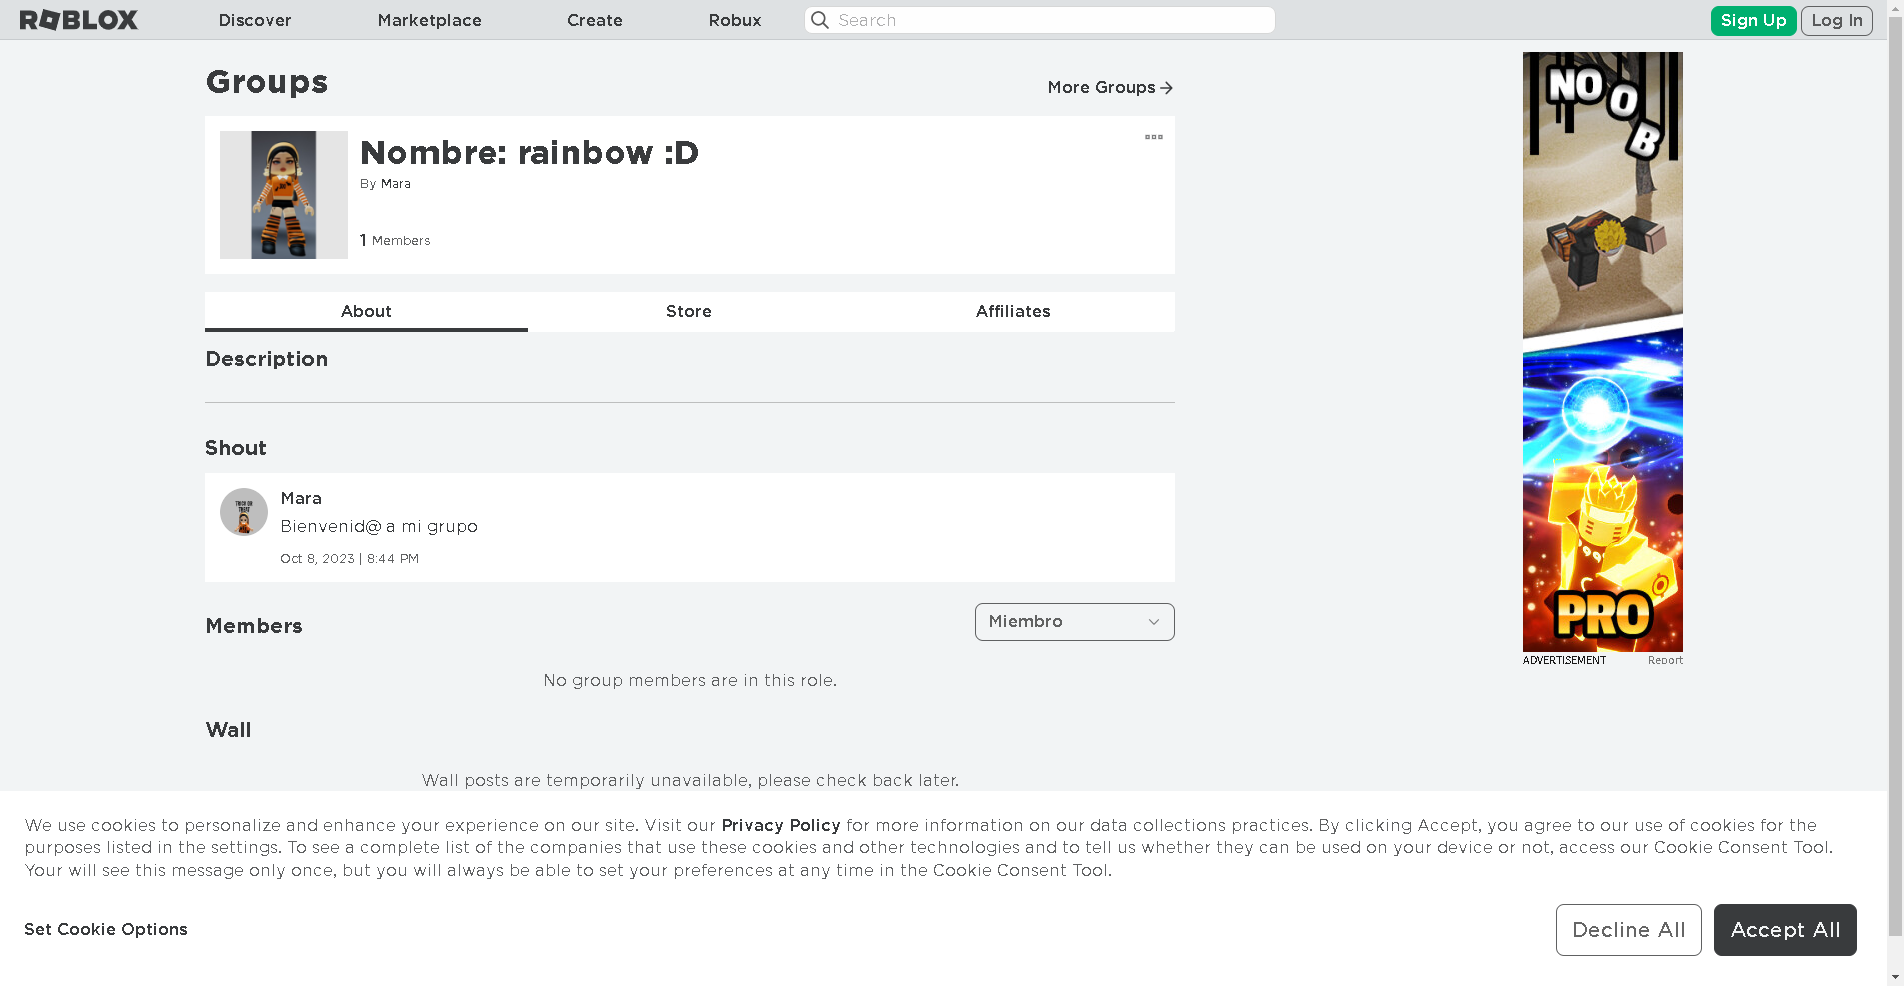 ROBLOX
Discover
Marketplace
Create
Robux
Search
Sign Up
Log In
Groups
More Groups
Nombre: rainbow :D
By Mara
1 Members
About
Store
Affiliates
Description
Shout
TRICK OR
TREAT
Mara
Bienvenid@ a mi grupo
Oct 8, 2023 | 8:44 PM
Members
Miembro
No group members are in this role.
Wall
Wall posts are temporarily unavailable, please check back later.
NOOB
PRO
ADVERTISEMENT
Report
We use cookies to personalize and enhance your experience on our site. Visit our Privacy Policy for more information on our data collections practices. By clicking Accept, you agree to our use of cookies for the
purposes listed in the settings. To see a complete list of the companies that use these cookies and other technologies and to tell us whether they can be used on your device or not, access our Cookie Consent Tool.
Your will see this message only once, but you will always be able to set your preferences at any time in the Cookie Consent Tool.
Set Cookie Options
Decline All
Accept All